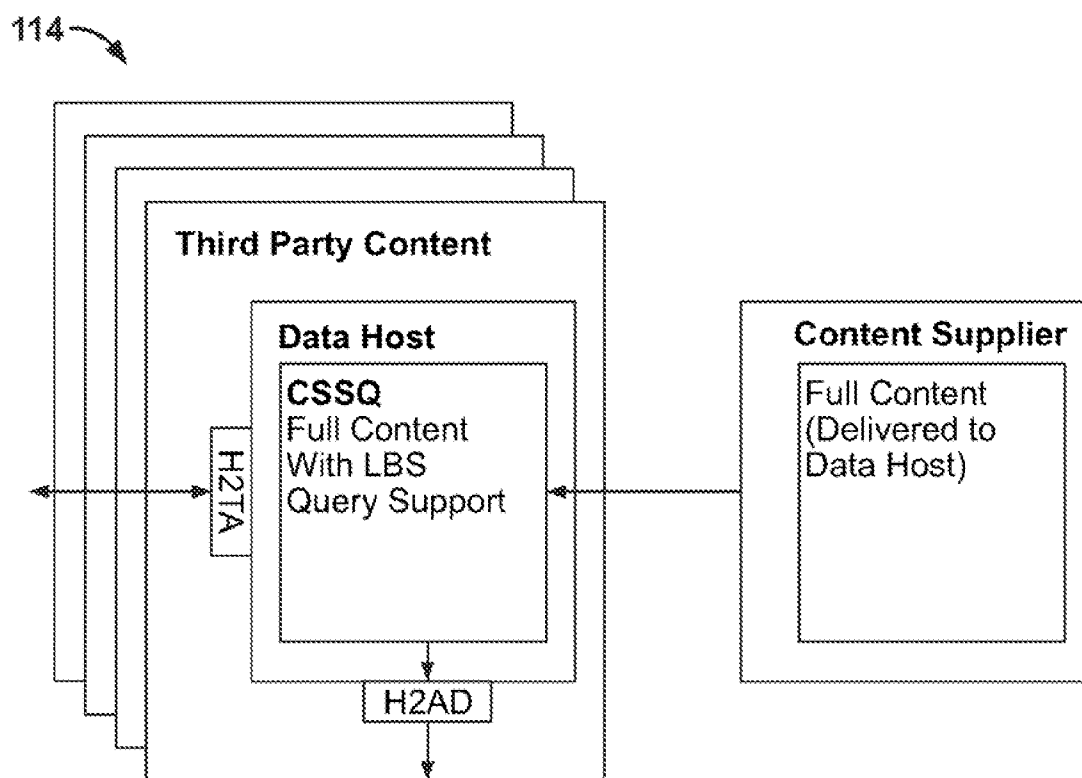 114
Third Party Content
Data Host
CSSQ
Full Content
With LBS
Query Support
H2TA
H2AD
Content Supplier
Full Content
(Delivered to
Data Host)